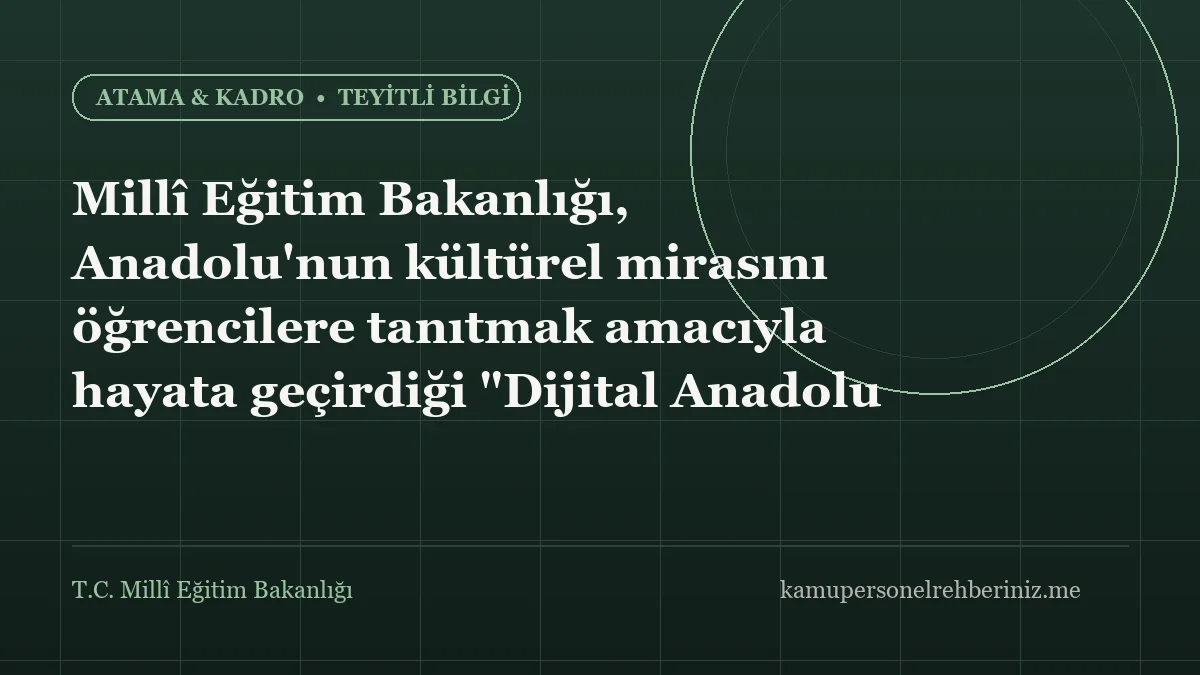 ATAMA & KADRO • TEYİTLİ BİLGİ
Millî Eğitim Bakanlığı,
Anadolu'nun kültürel mirasını
öğrencilere tanıtmak amacıyla
hayata geçirdiği "Dijital Anadolu
T.C. Millî Eğitim Bakanlığı
kamupersonelrehberiniz.me